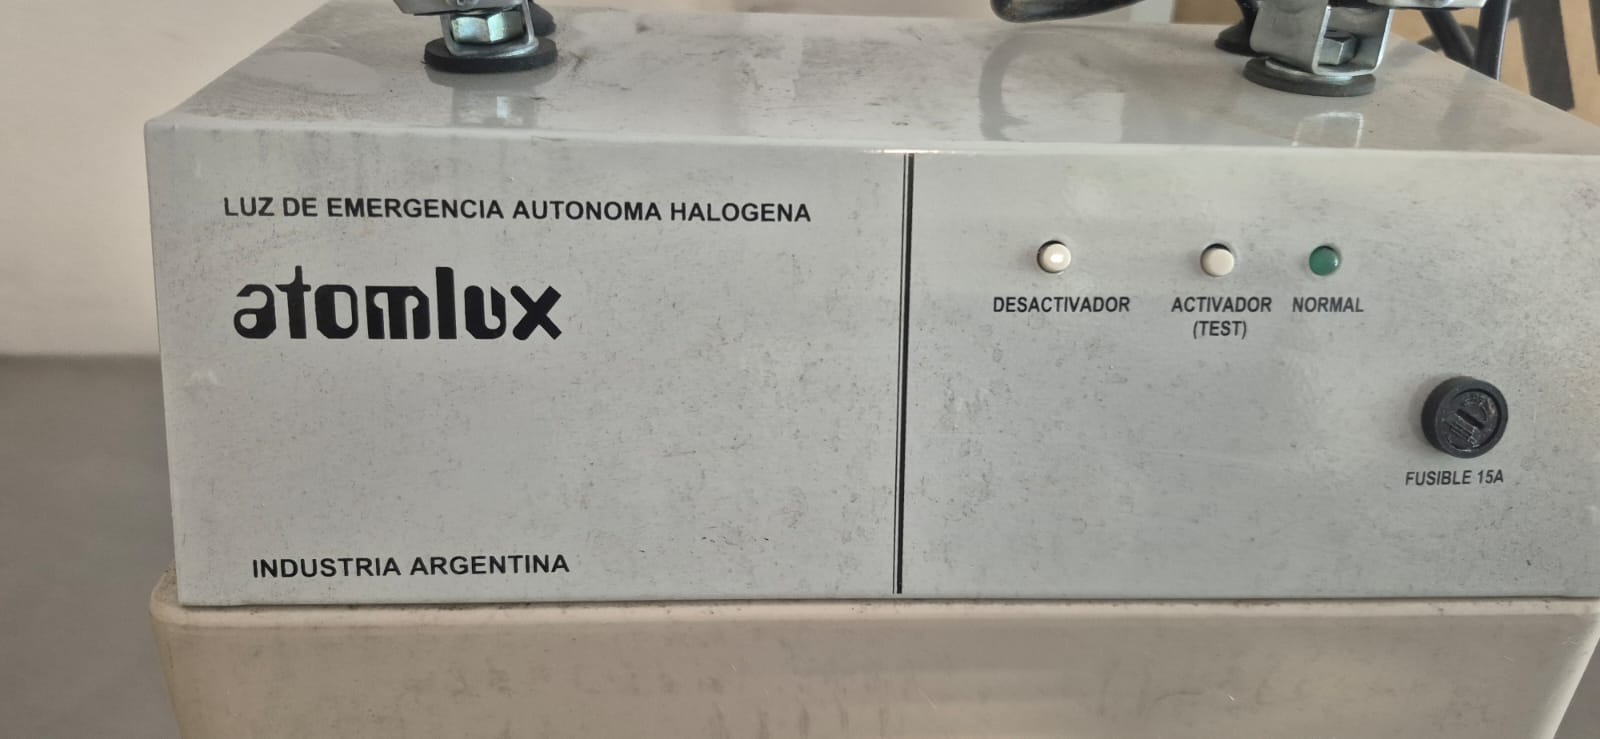 LUZ DE EMERGENCIA AUTONOMA HALOGENA
atomlux
INDUSTRIA ARGENTINA
DESACTIVADOR
ACTIVADOR
(TEST)
NORMAL
FUSIBLE 15A